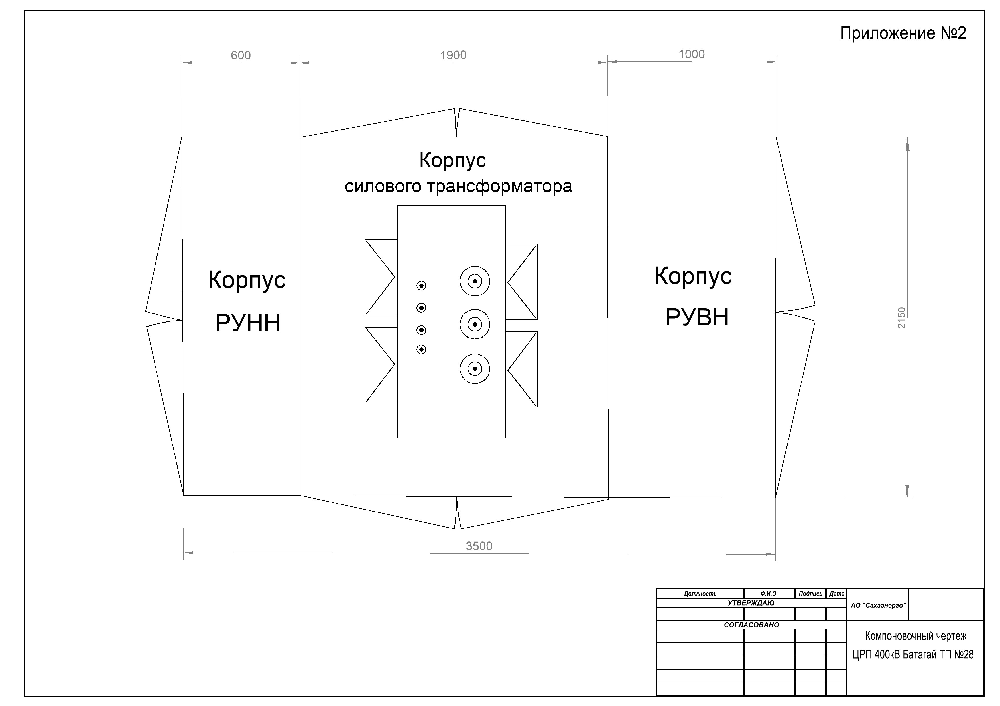 Приложение №2
600
1900
1000
Корпус
силового трансформатора
Корпус
РУНН
Корпус
РУВН
2150
3500
Должность Ф.И.О. Подпись Дата
УТВЕРЖДАЮ
АО "Сахаэнерго"
СОГЛАСОВАНО
Компоновочный чертеж
ЦРП 400кВ Батагай ТП №28